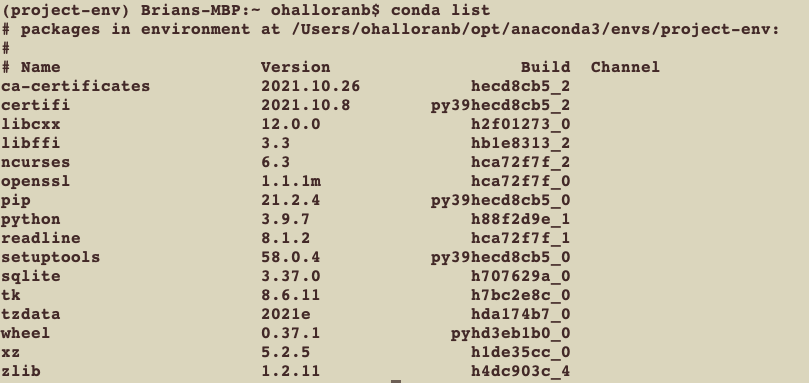 (project-env) Brians-MBP:~ ohalloranb$ conda list
# packages in environment at /Users/ohalloranb/opt/anaconda3/envs/project-env:
#
# Name                    Version                   Build  Channel
ca-certificates           2021.10.26           hecd8cb5_2
certifi                   2021.10.8        py39hecd8cb5_2
libcxx                    12.0.0               h2f01273_0
libffi                    3.3                  hb1e8313_2
ncurses                   6.3                  hca72f7f_2
openssl                   1.1.1m               hca72f7f_0
pip                       21.2.4           py39hecd8cb5_0
python                    3.9.7                h88f2d9e_1
readline                  8.1.2                hca72f7f_1
setuptools                58.0.4           py39hecd8cb5_0
sqlite                    3.37.0               h707629a_0
tk                        8.6.11               h7bc2e8c_0
tzdata                    2021e                hda174b7_0
wheel                     0.37.1             pyhd3eb1b0_0
xz                        5.2.5                h1de35cc_0
zlib                      1.2.11               h4dc903c_4